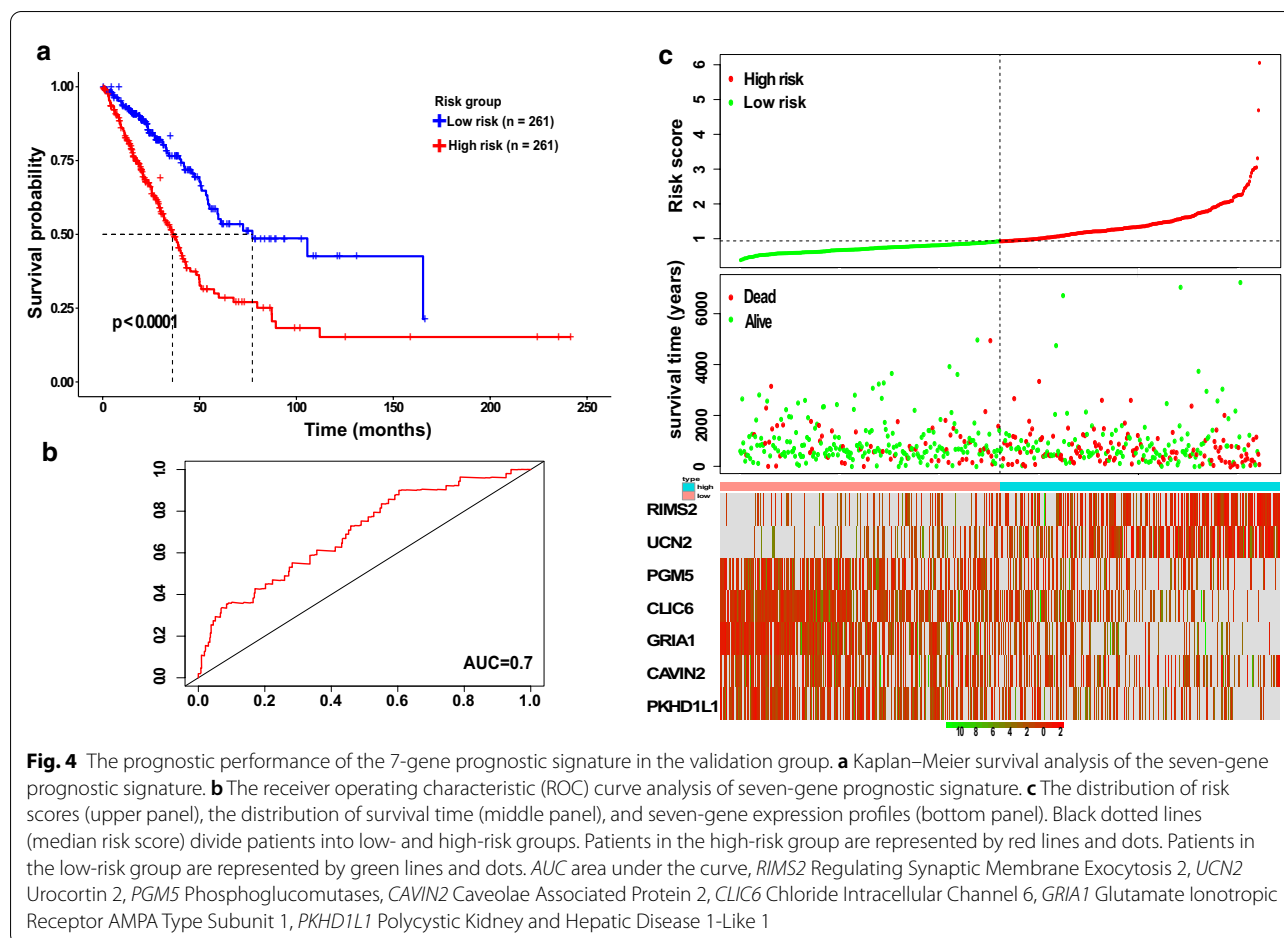 a
1.00
0.75
0.50
0.25
0.00
Survival probability
Risk group
Low risk (n = 261)
High risk (n = 261)
p < 0.0001
0 50 100 150 200 250
Time (months)
b
1.0
0.8
0.6
0.4
0.2
0.0
AUC=0.7
0.0 0.2 0.4 0.6 0.8 1.0
c
6
5
4
3
2
1
Risk score
High risk
Low risk
6000
4000
2000
0
survival time (years)
Dead
Alive
type
high
low
RIMS2
UCN2
PGM5
CLIC6
GRIA1
CAVIN2
PKHD1L1
10 8 6 4 2 0 2
Fig. 4 The prognostic performance of the 7-gene prognostic signature in the validation group. a Kaplan–Meier survival analysis of the seven-gene
prognostic signature. b The receiver operating characteristic (ROC) curve analysis of seven-gene prognostic signature. c The distribution of risk
scores (upper panel), the distribution of survival time (middle panel), and seven-gene expression profiles (bottom panel). Black dotted lines
(median risk score) divide patients into low- and high-risk groups. Patients in the high-risk group are represented by red lines and dots. Patients in
the low-risk group are represented by green lines and dots. AUC area under the curve, RIMS2 Regulating Synaptic Membrane Exocytosis 2, UCN2
Urocortin 2, PGM5 Phosphoglucomutases, CAVIN2 Caveolae Associated Protein 2, CLIC6 Chloride Intracellular Channel 6, GRIA1 Glutamate Ionotropic
Receptor AMPA Type Subunit 1, PKHD1L1 Polycystic Kidney and Hepatic Disease 1-Like 1